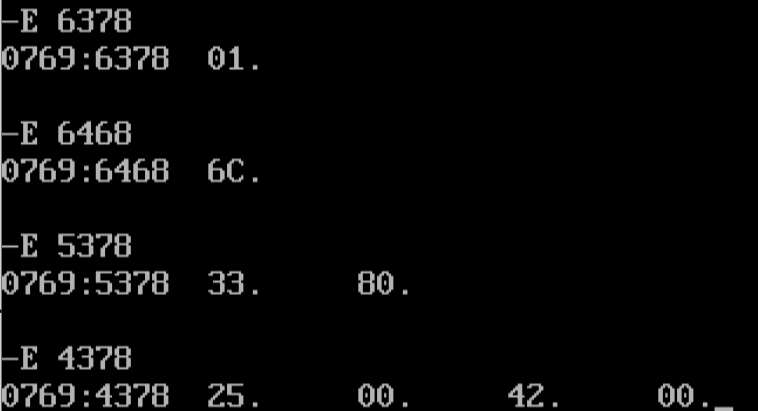 -E 6378
0769:6378  01.
-E 6468
0769:6468  6C.
-E 5378
0769:5378  33.     80.
-E 4378
0769:4378  25.     00.     42.     00._